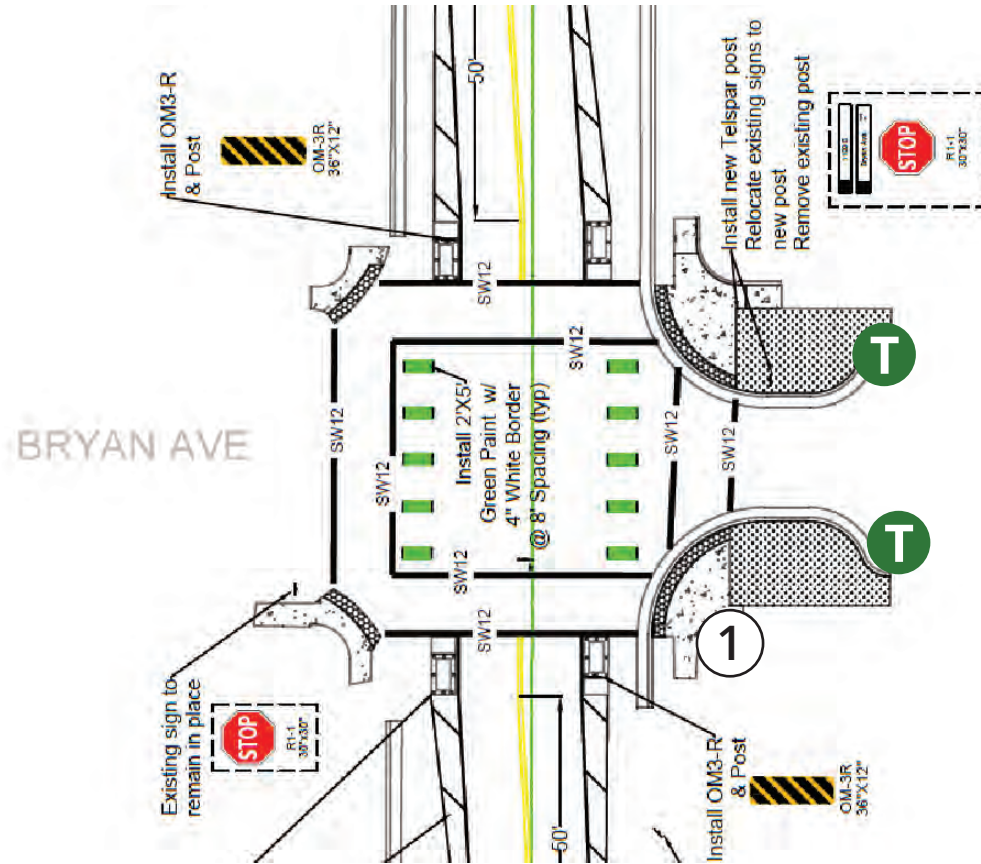 Install OM3-R
& Post
OM-3R
36"X12"
50'
Install new Telspar post
Relocate existing signs to
new post
Remove existing post
Bryan Ave
STOP
R1-1
30"x30"
SW12
SW12
SW12
BRYAN AVE
SW12
SW12
Install 2'X5'
Green Paint w/
4" White Border
@ 8' Spacing (typ)
SW12
SW12
SW12
SW12
T
T
1
Existing sign to
remain in place
STOP
R1-1
30"x30"
50'
Install OM3-R
& Post
OM-3R
36"X12"